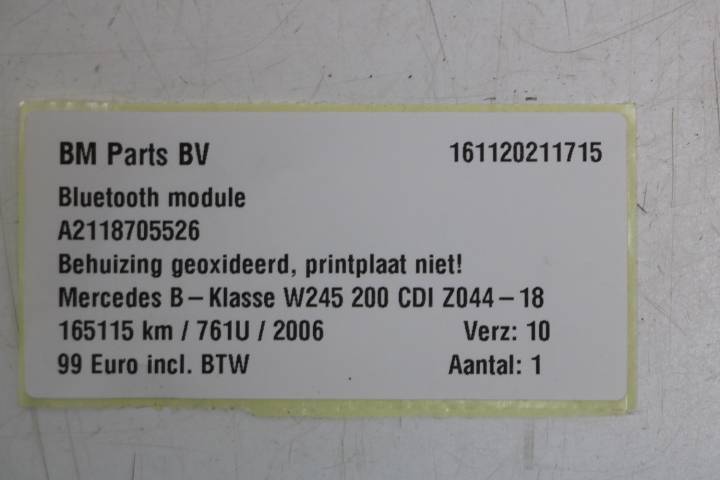 BM Parts BV 161120211715
Bluetooth module
A2118705526
Behuizing geoxideerd, printplaat niet!
Mercedes B - Klasse W245 200 CDI Z044 - 18
165115 km / 761U / 2006 Verz: 10
99 Euro incl. BTW Aantal: 1